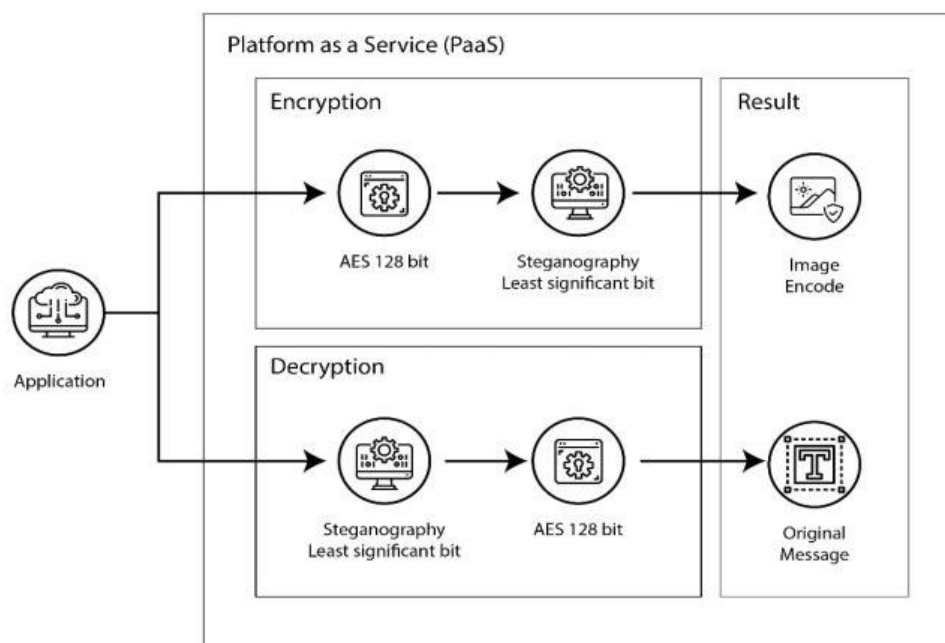 Platform as a Service (PaaS)
Encryption
Result
AES 128 bit
Steganography
Least significant bit
Image
Encode
Application
Decryption
Steganography
Least significant bit
AES 128 bit
Original
Message